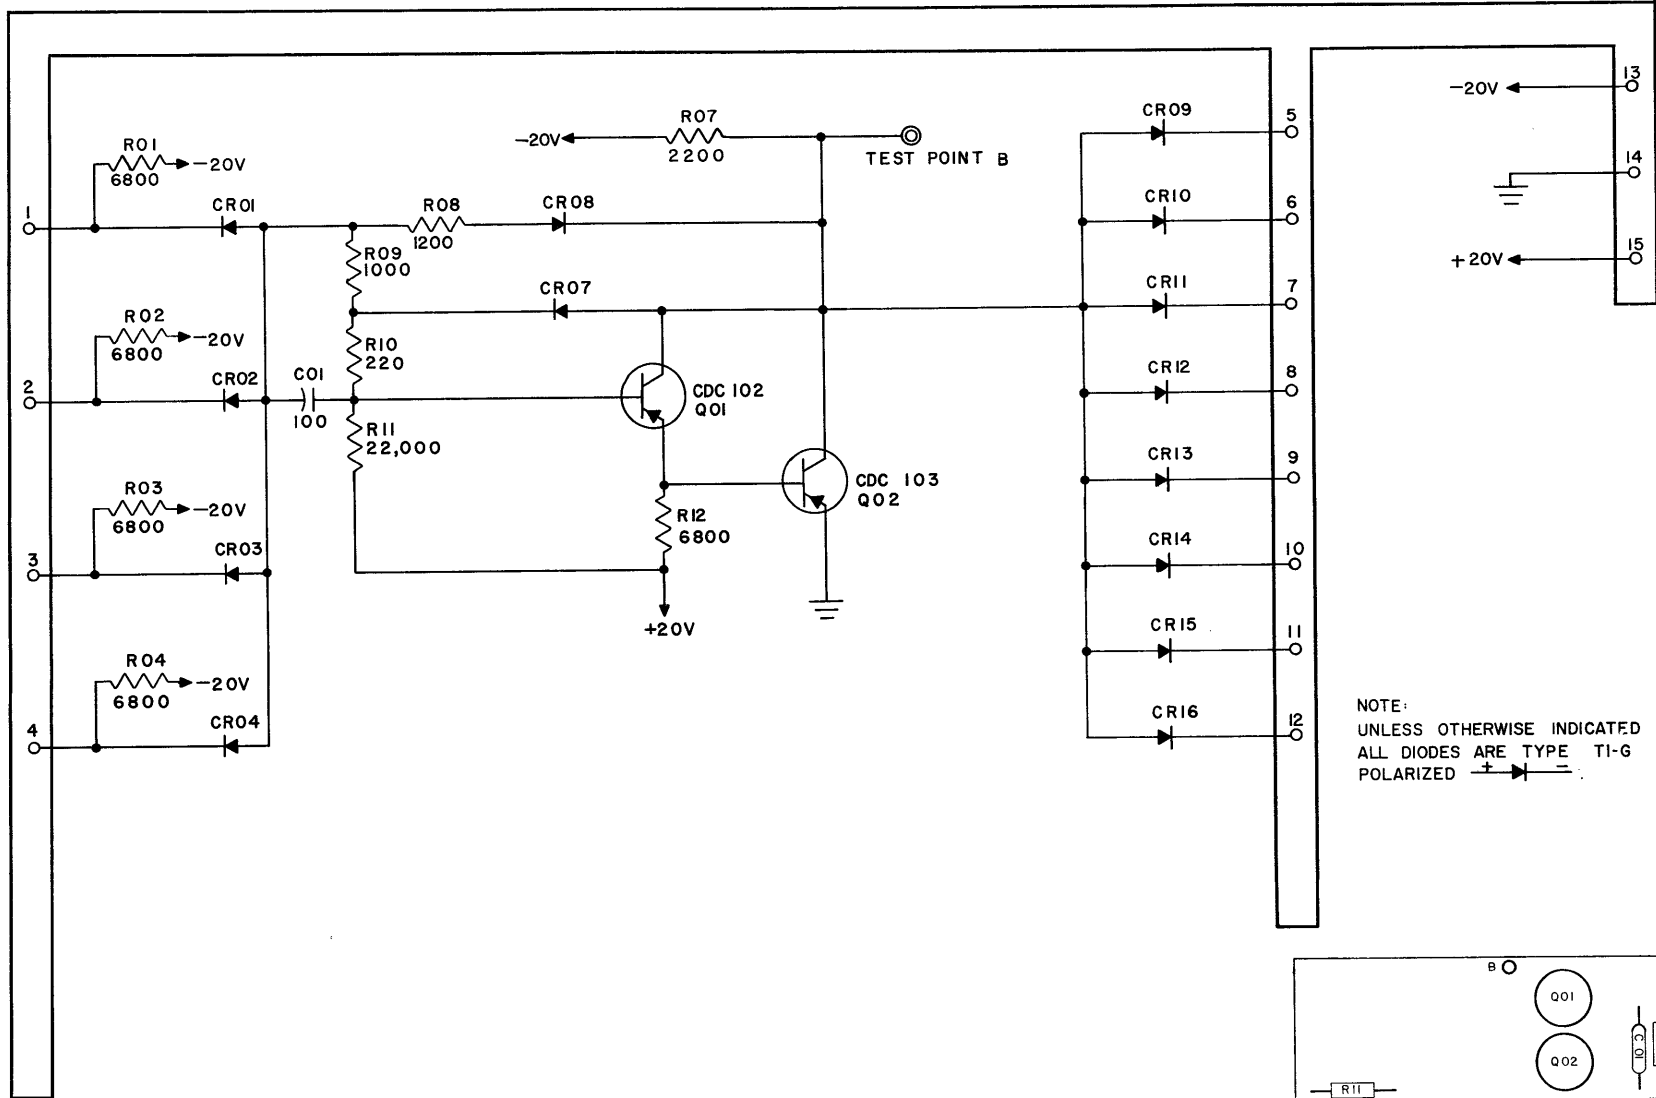 R01
6800
-20V
1
CR01
R02
6800
-20V
2
CR02
C01
100
R03
6800
-20V
3
CR03
R04
6800
-20V
4
CR04
R08
1200
CR08
R09
1000
CR07
R10
220
R11
22,000
-20V
R07
2200
TEST POINT B
CDC 102
Q01
CDC 103
Q02
R12
6800
+20V
CR09
5
CR10
6
CR11
7
CR12
8
CR13
9
CR14
10
CR15
11
CR16
12
-20V
13
14
+20V
15
NOTE:
UNLESS OTHERWISE INDICATED
ALL DIODES ARE TYPE T1-G
POLARIZED + -
B
Q01
Q02
C 01
R11